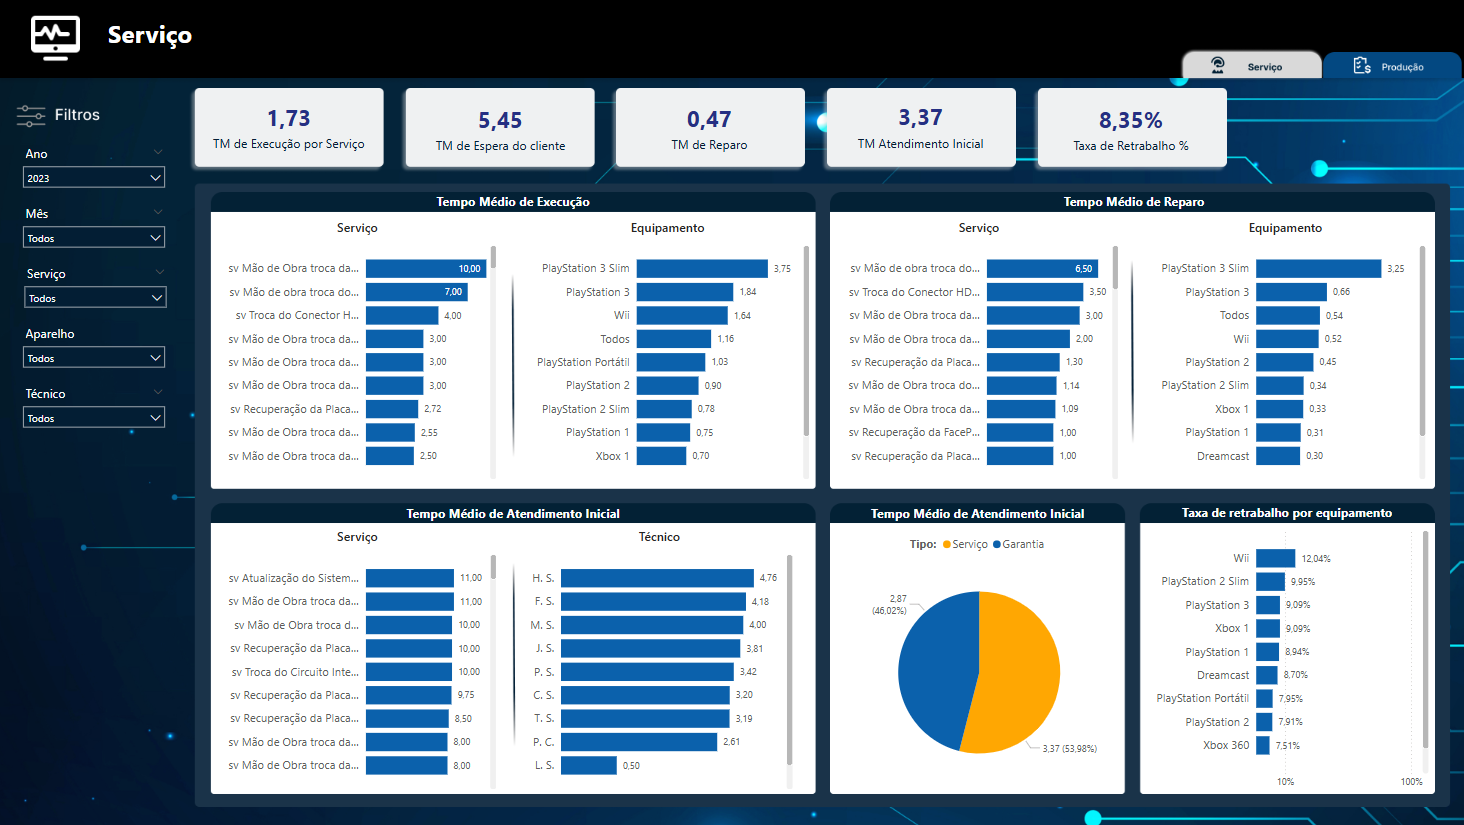 Serviço
Serviço
Produção
Filtros
Ano
2023
Mês
Todos
Serviço
Todos
Aparelho
Todos
Técnico
Todos
1,73
TM de Execução por Serviço
5,45
TM de Espera do cliente
0,47
TM de Reparo
3,37
TM Atendimento Inicial
8,35%
Taxa de Retrabalho %
Tempo Médio de Execução
Serviço
sv Mão de Obra troca da... 10,00
sv Mão de obra troca do... 7,00
sv Troca do Conector H... 4,00
sv Mão de Obra troca da... 3,00
sv Mão de Obra troca da... 3,00
sv Mão de Obra troca da... 3,00
sv Recuperação da Placa... 2,72
sv Mão de Obra troca da... 2,55
sv Mão de Obra troca da... 2,50
Equipamento
PlayStation 3 Slim 3,75
PlayStation 3 1,84
Wii 1,64
Todos 1,16
PlayStation Portátil 1,03
PlayStation 2 0,90
PlayStation 2 Slim 0,78
PlayStation 1 0,75
Xbox 1 0,70
Tempo Médio de Reparo
Serviço
sv Mão de obra troca do... 6,50
sv Troca do Conector HD... 3,50
sv Mão de Obra troca da... 3,00
sv Mão de Obra troca da... 2,00
sv Recuperação da Placa... 1,30
sv Mão de Obra troca do... 1,14
sv Mão de Obra troca da... 1,09
sv Recuperação da FaceP... 1,00
sv Recuperação da Placa... 1,00
Equipamento
PlayStation 3 Slim 3,25
PlayStation 3 0,66
Todos 0,54
Wii 0,52
PlayStation 2 0,45
PlayStation 2 Slim 0,34
Xbox 1 0,33
PlayStation 1 0,31
Dreamcast 0,30
Tempo Médio de Atendimento Inicial
Serviço
sv Atualização do Sistem... 11,00
sv Mão de Obra troca da... 11,00
sv Mão de Obra troca d... 10,00
sv Recuperação da Placa... 10,00
sv Troca do Circuito Inte... 10,00
sv Recuperação da Placa... 9,75
sv Recuperação da Placa... 8,50
sv Mão de Obra troca da... 8,00
sv Mão de Obra troca da... 8,00
Técnico
H. S. 4,76
F. S. 4,18
M. S. 4,00
J. S. 3,81
P. S. 3,42
C. S. 3,20
T. S. 3,19
P. C. 2,61
L. S. 0,50
Tempo Médio de Atendimento Inicial
Tipo: Serviço Garantia
2,87
(46,02%)
3,37 (53,98%)
Taxa de retrabalho por equipamento
Wii 12,04%
PlayStation 2 Slim 9,95%
PlayStation 3 9,09%
Xbox 1 9,09%
PlayStation 1 8,94%
Dreamcast 8,70%
PlayStation Portátil 7,95%
PlayStation 2 7,91%
Xbox 360 7,51%
10% 100%